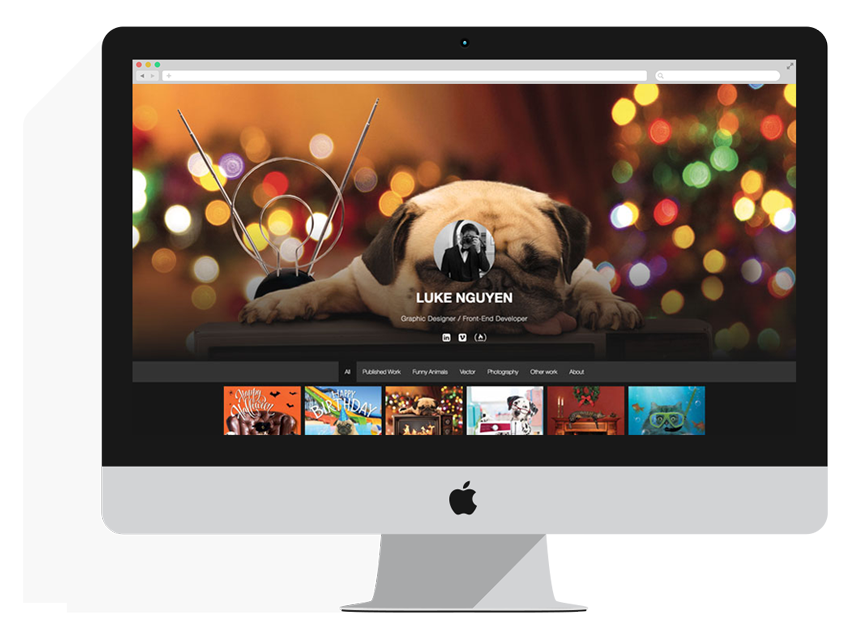 LUKE NGUYEN
Graphic Designer / Front-End Developer
in
All Published Work Funny Animals Vector Photography Other work About
Happy Halloween
HAPPY
BIRTHDAY